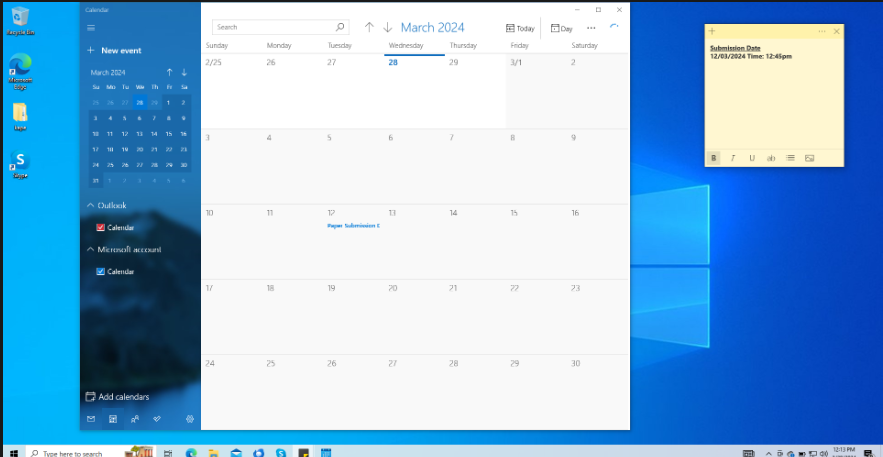 Calendar
Recycle Bin
Microsoft Edge
New event
March 2024
Su Mo Tu We Th Fr Sa
25 26 27 28 29 1 2
3 4 5 6 7 8 9
10 11 12 13 14 15 16
17 18 19 20 21 22 23
24 25 26 27 28 29 30
31 1 2 3 4 5 6
Outlook
Calendar
Microsoft account
Calendar
Add calendars
Search
March 2024
Today
Day
Sunday Monday Tuesday Wednesday Thursday Friday Saturday
2/25 26 27 28 29 3/1 2
3 4 5 6 7 8 9
10 11 12 13 14 15 16
Paper Submission
17 18 19 20 21 22 23
24 25 26 27 28 29 30
Submission Date
12/03/2024 Time: 12:45pm
B I U ab
Type here to search
12:13 PM